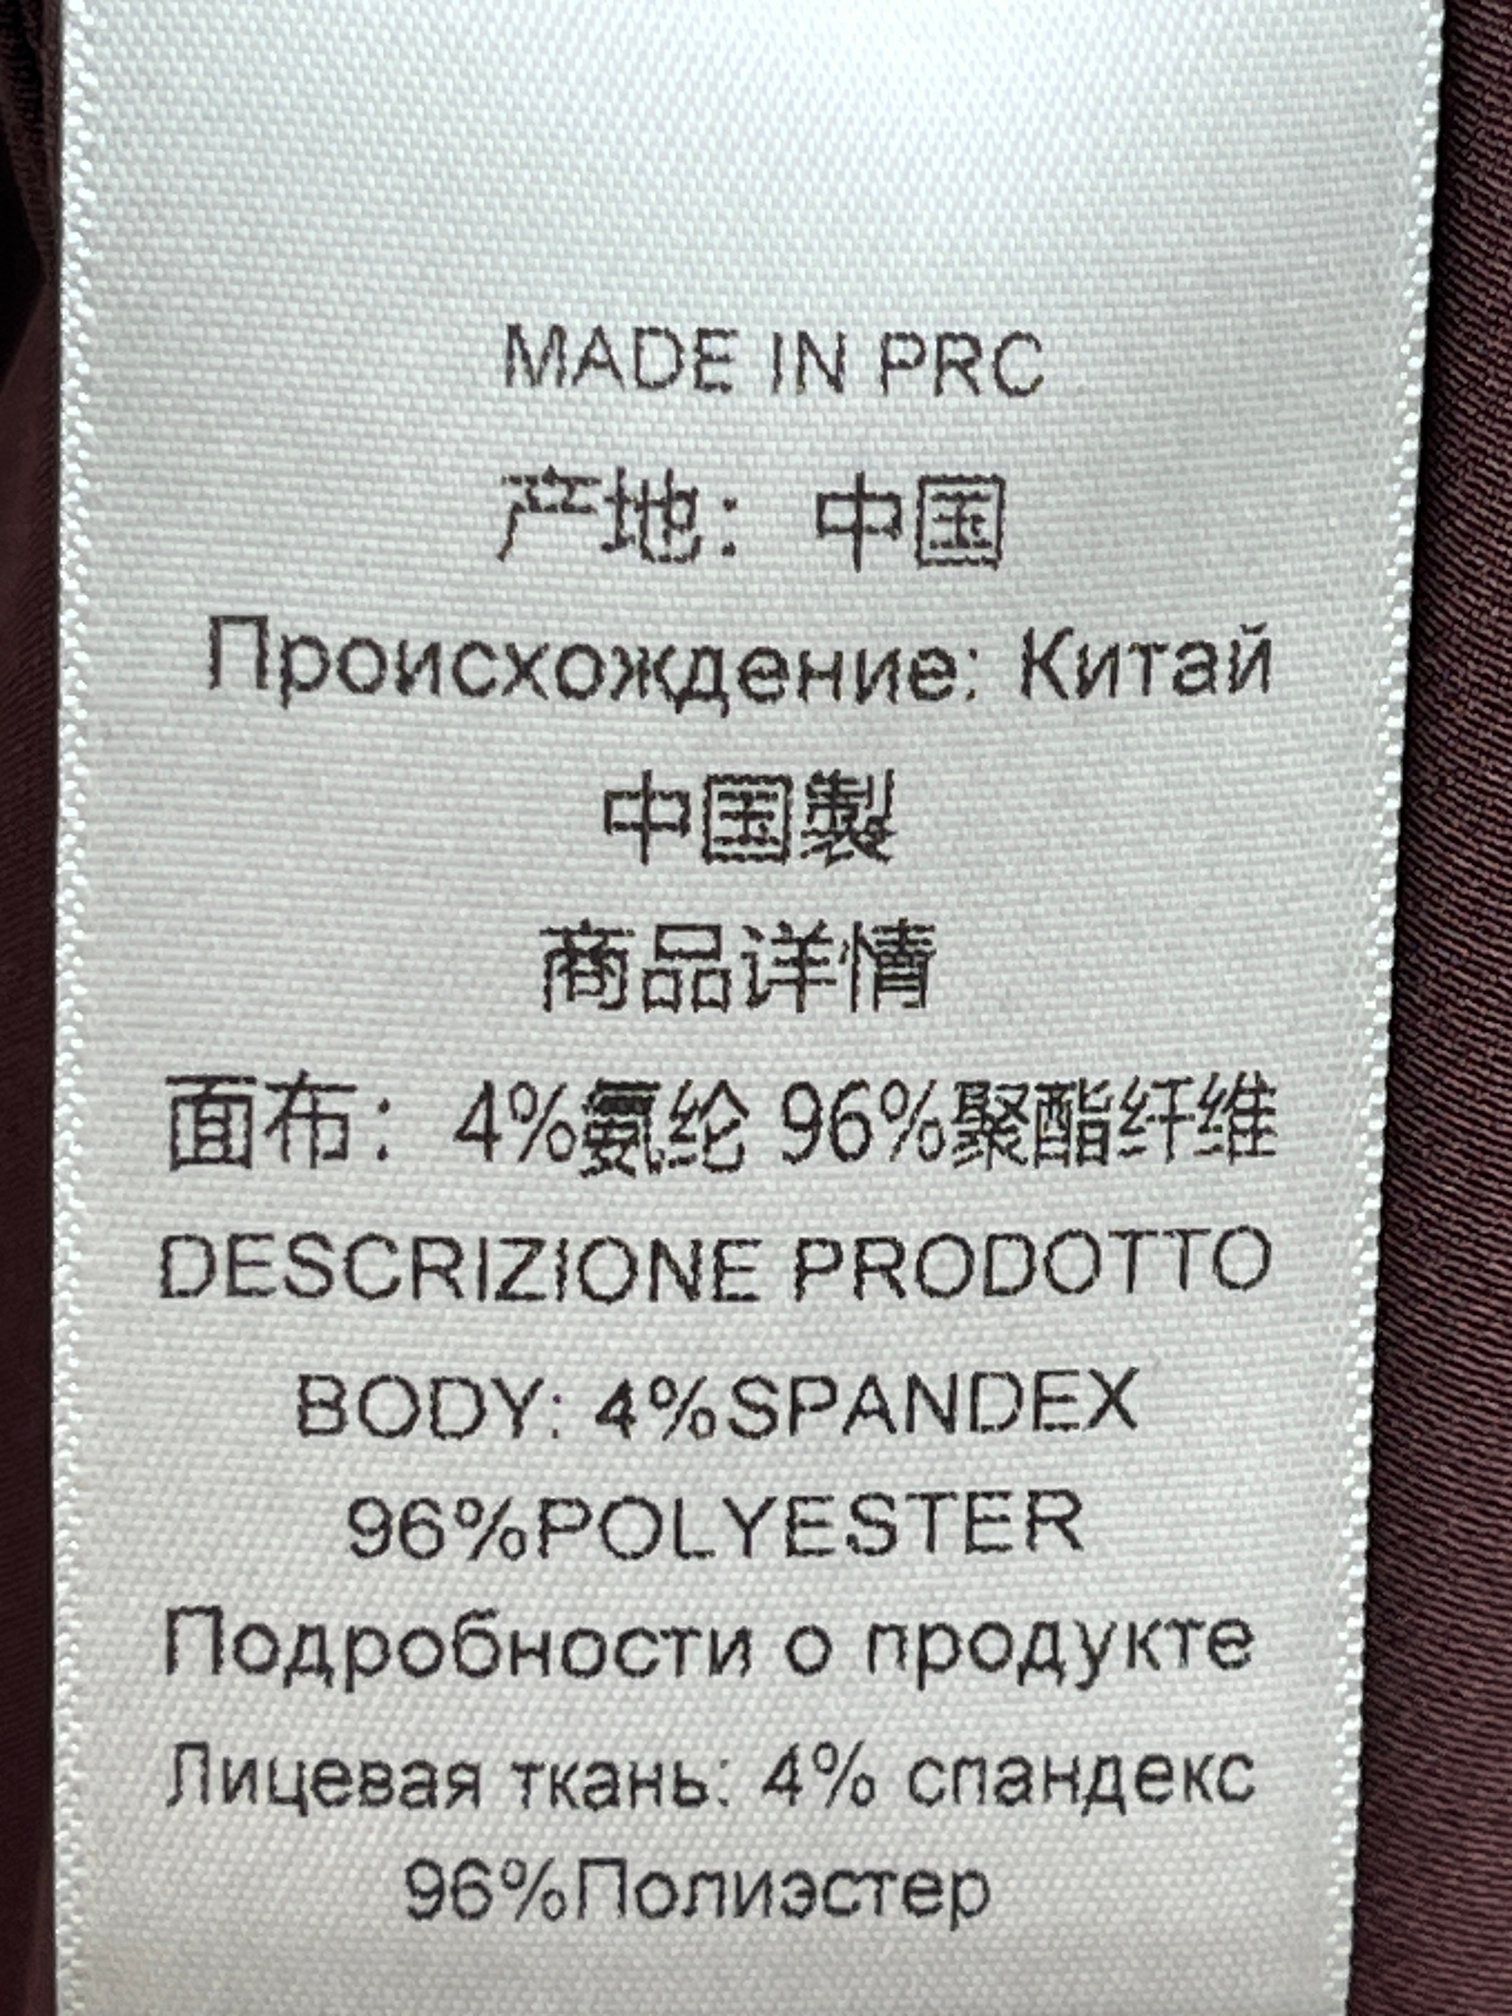 MADE IN PRC
产地：中国
Происхождение: Китай
中国製
商品详情
面布：4%氨纶 96%聚酯纤维
DESCRIZIONE PRODOTTO
BODY: 4%SPANDEX
96%POLYESTER
Подробности о продукте
Лицевая ткань: 4% спандекс
96%Полиэстер